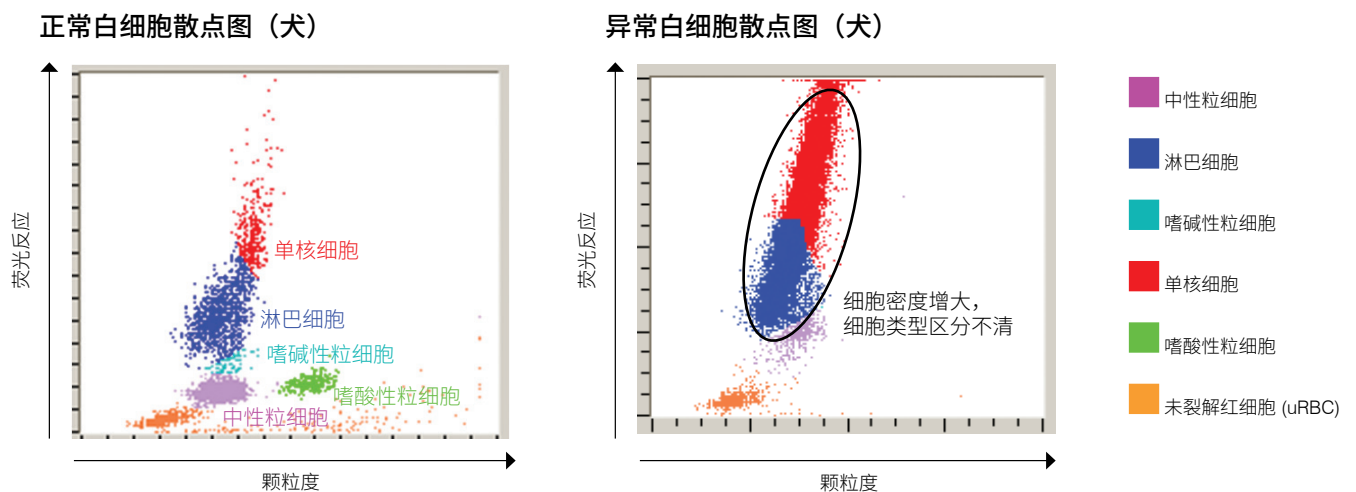 正常白细胞散点图（犬）
荧光反应
单核细胞
淋巴细胞
嗜碱性粒细胞
嗜酸性粒细胞
中性粒细胞
颗粒度
异常白细胞散点图（犬）
荧光反应
细胞密度增大，
细胞类型区分不清
颗粒度
中性粒细胞
淋巴细胞
嗜碱性粒细胞
单核细胞
嗜酸性粒细胞
未裂解红细胞 (uRBC)